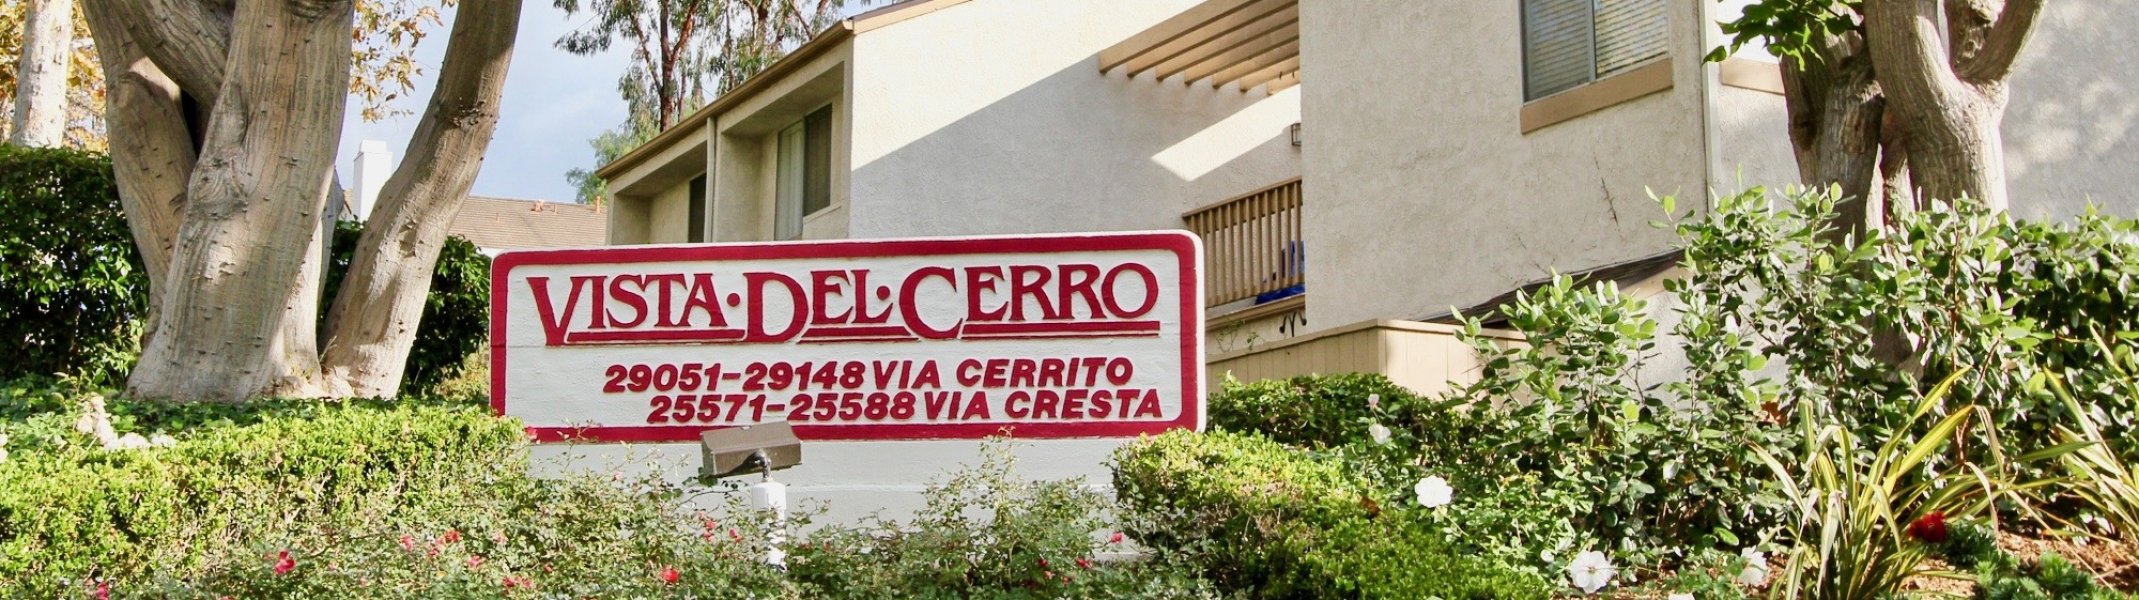 VISTA·DEL·CERRO
29051-29148 VIA CERRITO
25571-25588 VIA CRESTA